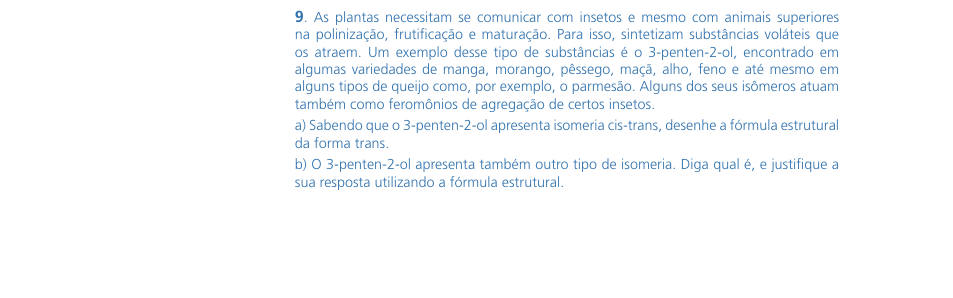 9. As plantas necessitam se comunicar com insetos e mesmo com animais superiores
na polinização, frutificação e maturação. Para isso, sintetizam substâncias voláteis que
os atraem. Um exemplo desse tipo de substâncias é o 3-penten-2-ol, encontrado em
algumas variedades de manga, morango, pêssego, maçã, alho, feno e até mesmo em
alguns tipos de queijo como, por exemplo, o parmesão. Alguns dos seus isômeros atuam
também como feromônios de agregação de certos insetos.
a) Sabendo que o 3-penten-2-ol apresenta isomeria cis-trans, desenhe a fórmula estrutural
da forma trans.
b) O 3-penten-2-ol apresenta também outro tipo de isomeria. Diga qual é, e justifique a
sua resposta utilizando a fórmula estrutural.